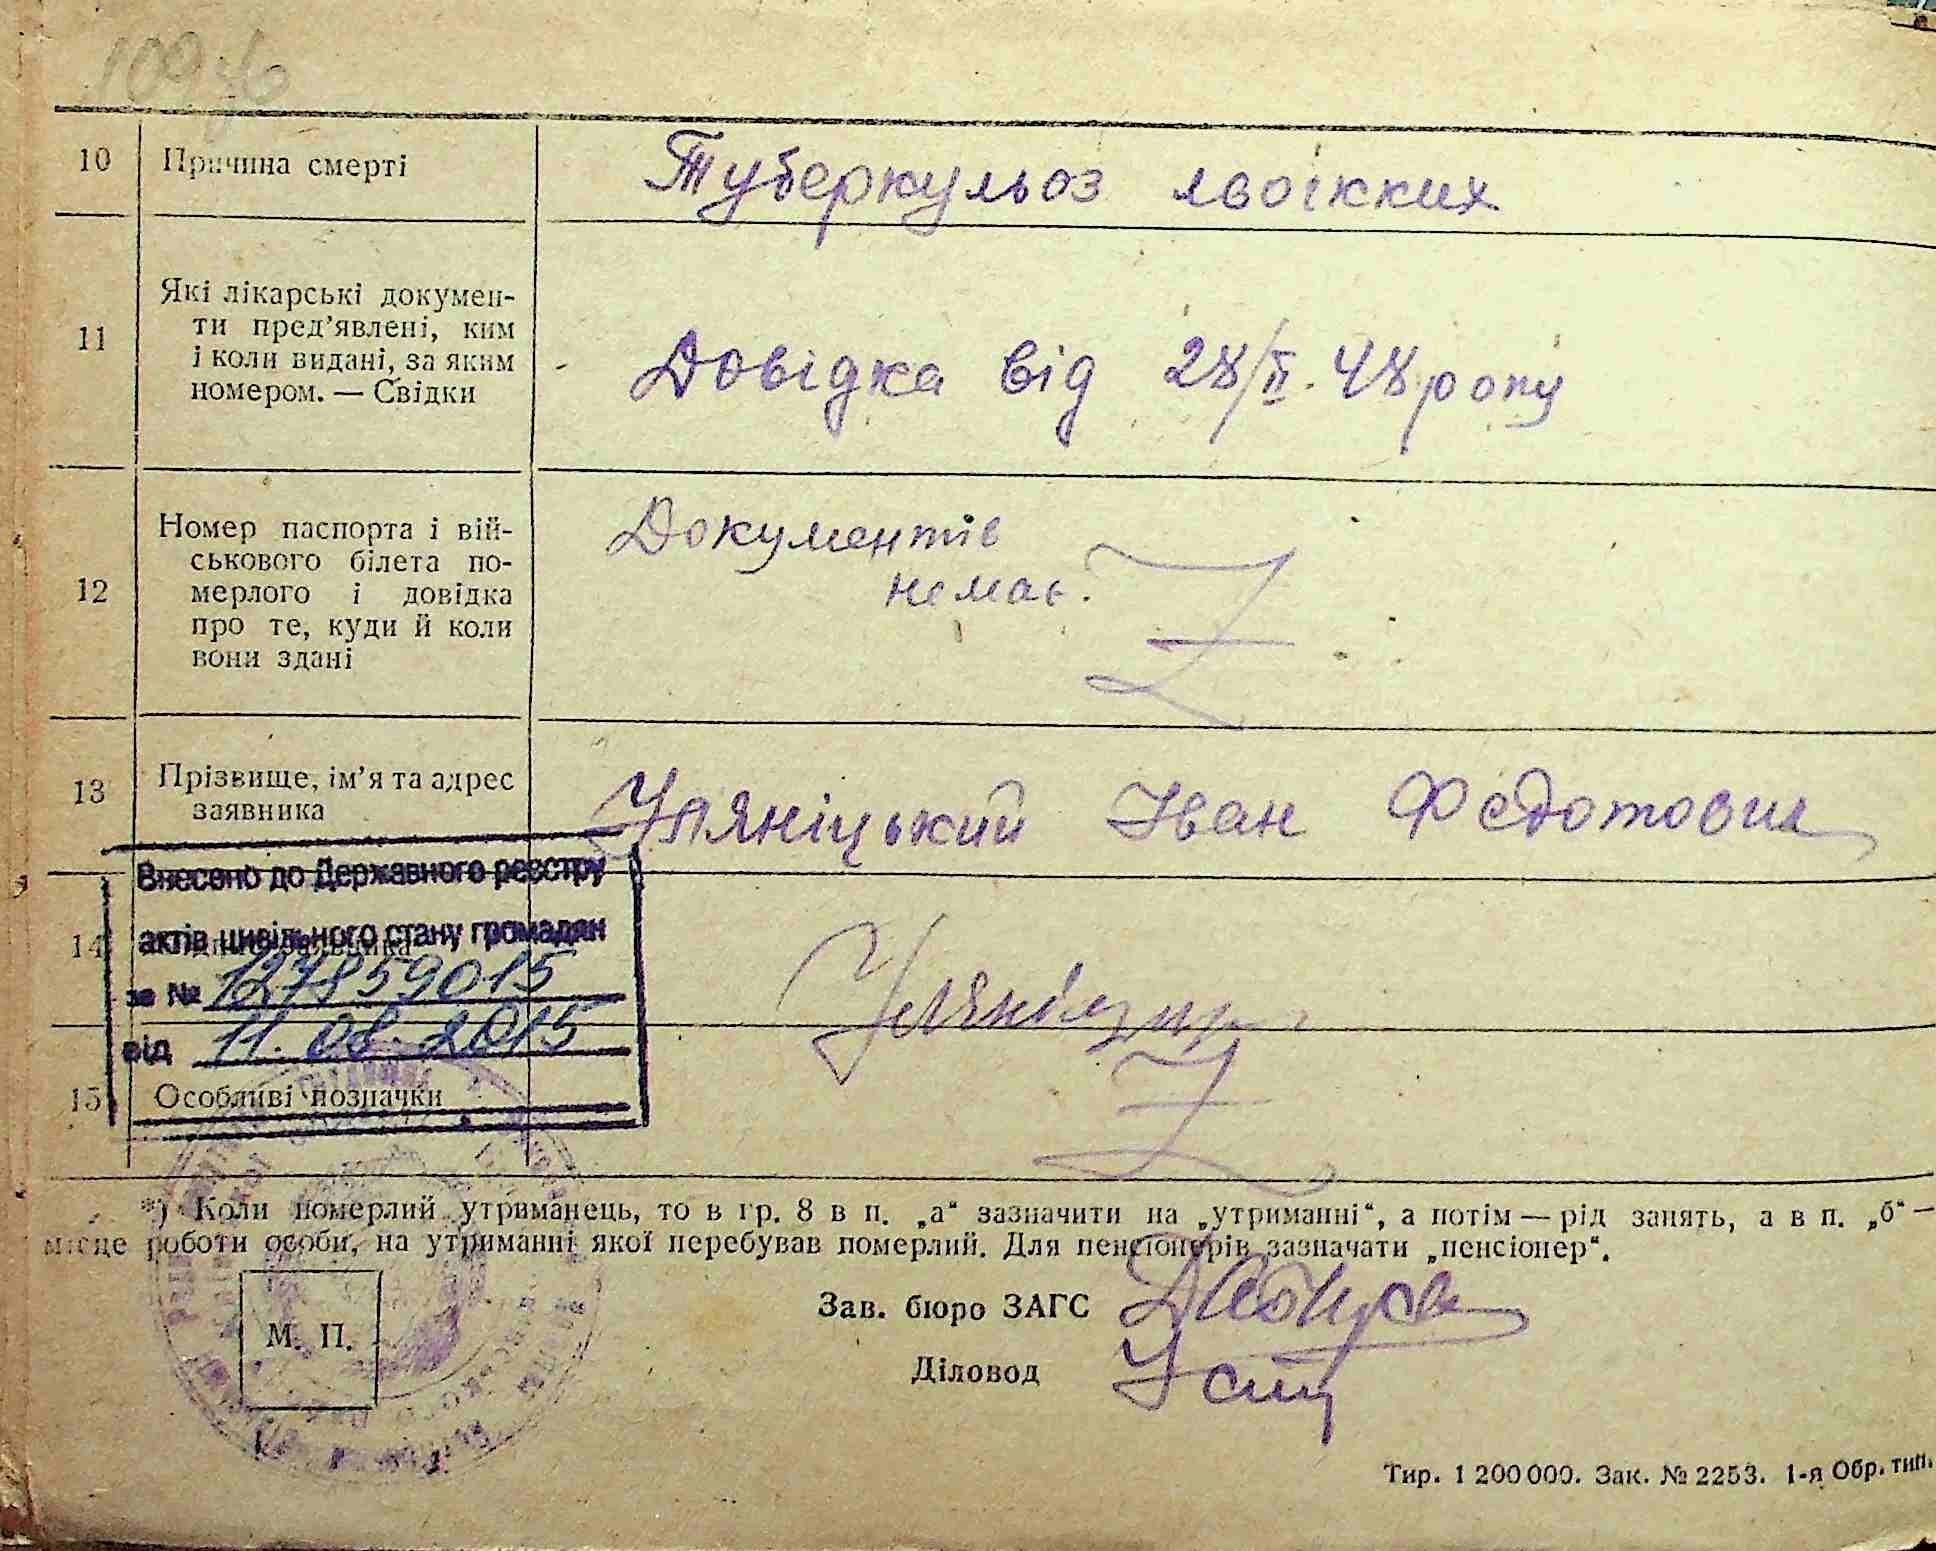 10 Причина смерті Туберкульоз
11 Які лікарські докумен-
ти пред’явлені, ким
і коли видані, за яким
номером. — Свідки
Довідка від 28/II. 48 року
12 Номер паспорта і вій-
ськового білета по-
мерлого і довідка
про те, куди й коли
вони здані
Документів
немає.
13 Прізвище, ім’я та адрес
заявника
Уляніцький Іван Федотович
Внесено до Державного реєстру
актів цивільного стану громадян
за № 127859015
від 11.08.2015
14
15 Особливі позначки
*) Коли померлий утриманець, то в гр. 8 в п. „а“ зазначити на „утриманні“, а потім — рід занять, а в п. „б“ —
місце роботи особи, на утриманні якої перебував померлий. Для пенсіонерів зазначати „пенсіонер“.
М. П.
Зав. бюро ЗАГС
Діловод
Тир. 1 200 000. Зак. № 2253. 1-я Обр. тип.